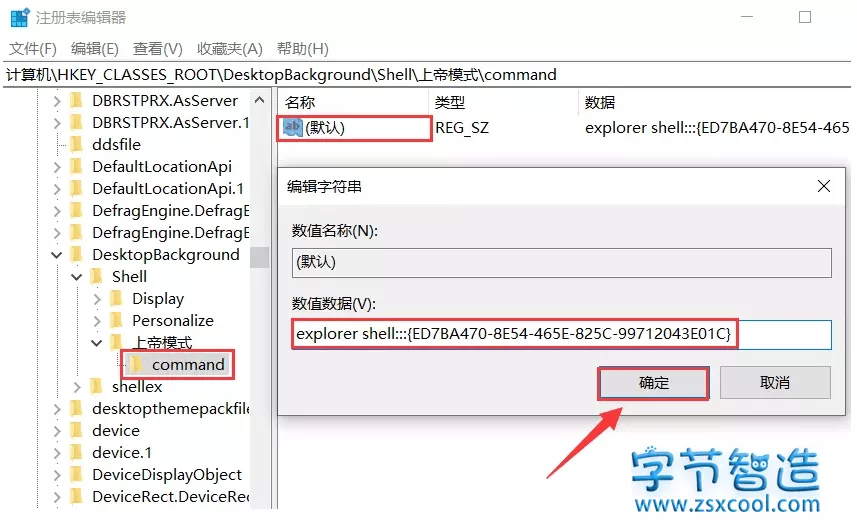 注册表编辑器
文件(F) 编辑(E) 查看(V) 收藏夹(A) 帮助(H)
计算机\HKEY_CLASSES_ROOT\DesktopBackground\Shell\上帝模式\command
DBRSTPRX.AsServer
DBRSTPRX.AsServer.1
ddsfile
DefaultLocationApi
DefaultLocationApi.1
DefragEngine.DefragE
DefragEngine.DefragE
DesktopBackground
Shell
Display
Personalize
上帝模式
command
shellex
desktopthemepackfile
device
device.1
DeviceDisplayObject
DeviceRect.DeviceRec
名称 类型 数据
ab (默认) REG_SZ explorer shell:::{ED7BA470-8E54-465
编辑字符串
数值名称(N):
(默认)
数值数据(V):
explorer shell:::{ED7BA470-8E54-465E-825C-99712043E01C}
确定 取消
字节智造
www.zsxcool.com